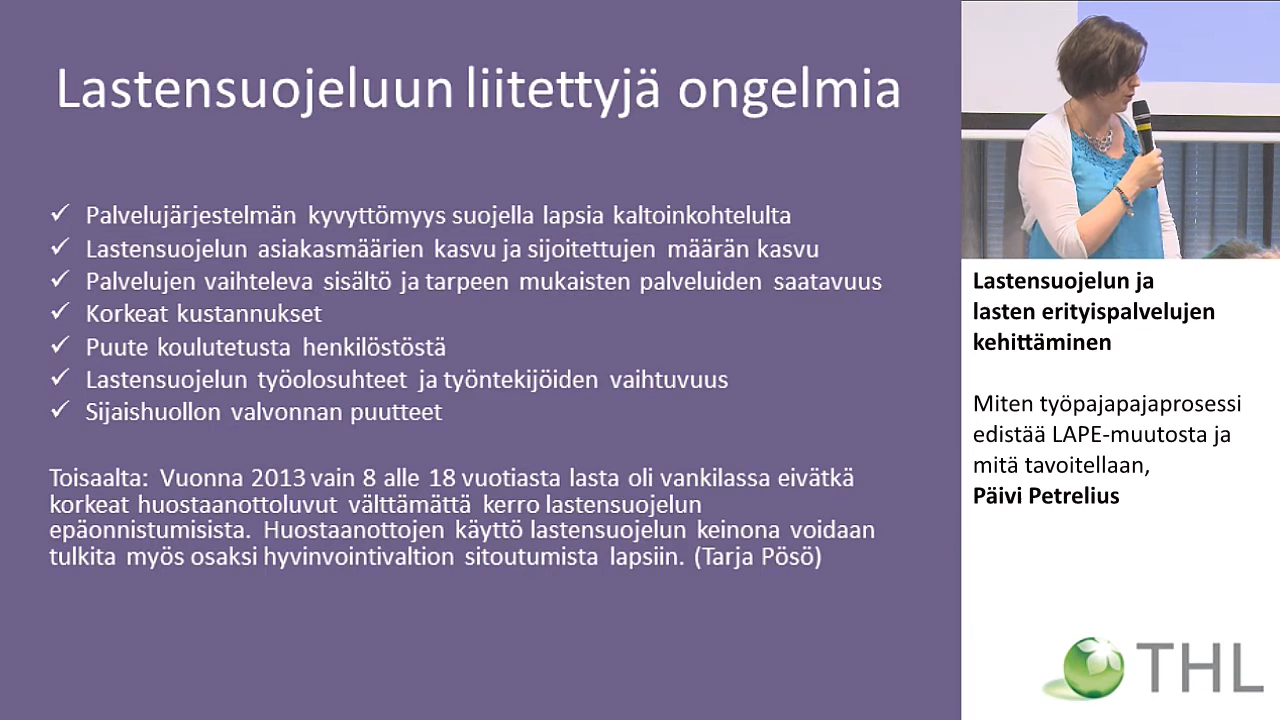 Lastensuojeluun liitettyjä ongelmia
✓ Palvelujärjestelmän kyvyttömyys suojella lapsia kaltoinkohtelulta
✓ Lastensuojelun asiakasmäärien kasvu ja sijoitettujen määrän kasvu
✓ Palvelujen vaihteleva sisältö ja tarpeen mukaisten palveluiden saatavuus
✓ Korkeat kustannukset
✓ Puute koulutetusta henkilöstöstä
✓ Lastensuojelun työolosuhteet ja työntekijöiden vaihtuvuus
✓ Sijaishuollon valvonnan puutteet
Toisaalta: Vuonna 2013 vain 8 alle 18 vuotiasta lasta oli vankilassa eivätkä
korkeat huostaanottoluvut välttämättä kerro lastensuojelun
epäonnistumisista. Huostaanottojen käyttö lastensuojelun keinona voidaan
tulkita myös osaksi hyvinvointivaltion sitoutumista lapsiin. (Tarja Pösö)
Lastensuojelun ja
lasten erityispalvelujen
kehittäminen
Miten työpajapajaprosessi
edistää LAPE-muutosta ja
mitä tavoitellaan,
Päivi Petrelius
THL